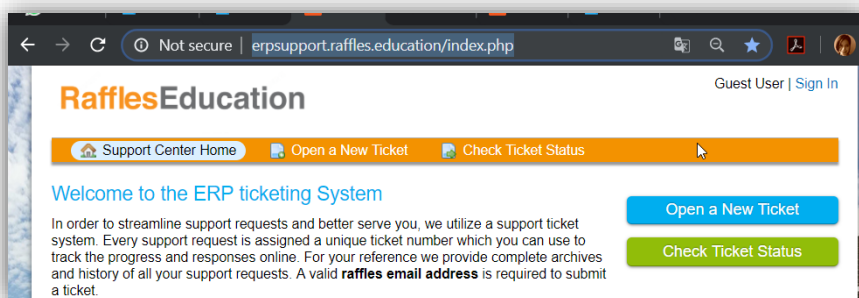 Not secure | erpsupport.raffles.education/index.php
Guest User | Sign In
RafflesEducation
Support Center Home Open a New Ticket Check Ticket Status
Welcome to the ERP ticketing System
Open a New Ticket
In order to streamline support requests and better serve you, we utilize a support ticket
system. Every support request is assigned a unique ticket number which you can use to
track the progress and responses online. For your reference we provide complete archives
and history of all your support requests. A valid raffles email address is required to submit
a ticket.
Check Ticket Status